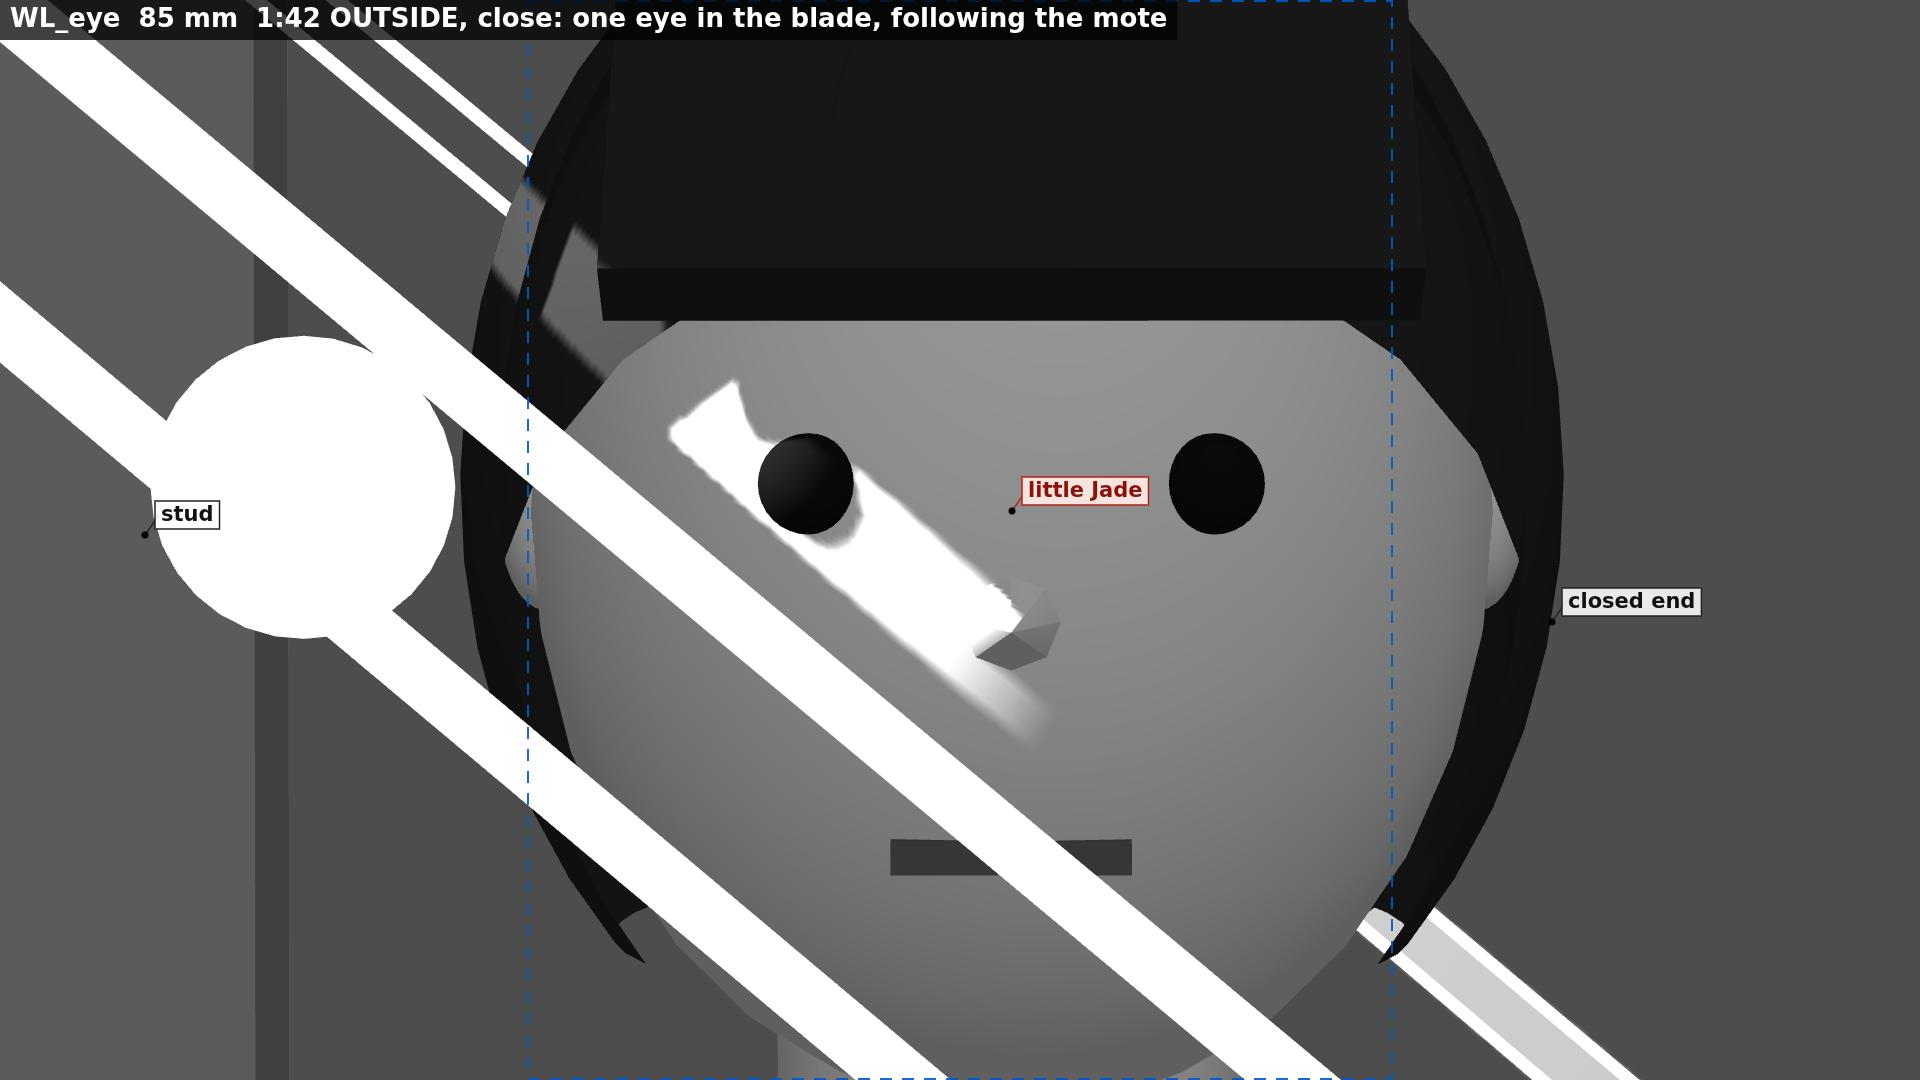 WL_eye 85 mm 1:42 OUTSIDE, close: one eye in the blade, following the mote
little Jade
stud
closed end